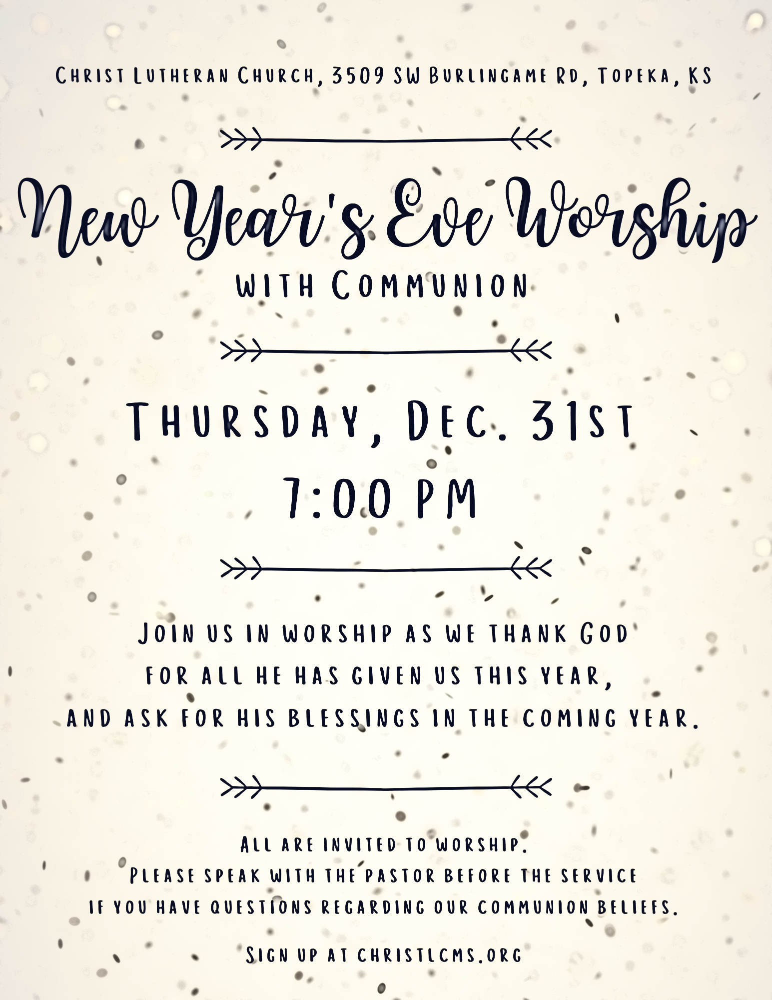 Christ Lutheran Church, 3509 SW Burlingame Rd, Topeka, KS
New Year's Eve Worship
with Communion
Thursday, Dec. 31st
7:00 PM
Join us in worship as we thank God
for all He has given us this year,
and ask for his blessings in the coming year.
All are invited to worship.
Please speak with the pastor before the service
if you have questions regarding our communion beliefs.
Sign up at christlcms.org